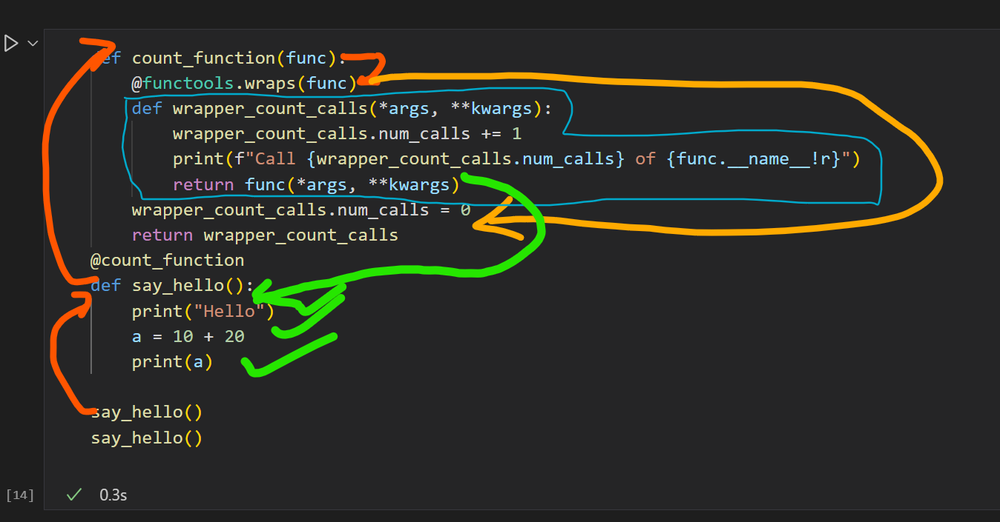 def count_function(func):
    @functools.wraps(func)
    def wrapper_count_calls(*args, **kwargs):
        wrapper_count_calls.num_calls += 1
        print(f"Call {wrapper_count_calls.num_calls} of {func.__name__!r}")
        return func(*args, **kwargs)
    wrapper_count_calls.num_calls = 0
    return wrapper_count_calls
@count_function
def say_hello():
    print("Hello")
    a = 10 + 20
    print(a)

say_hello()
say_hello()
[14] 0.3s